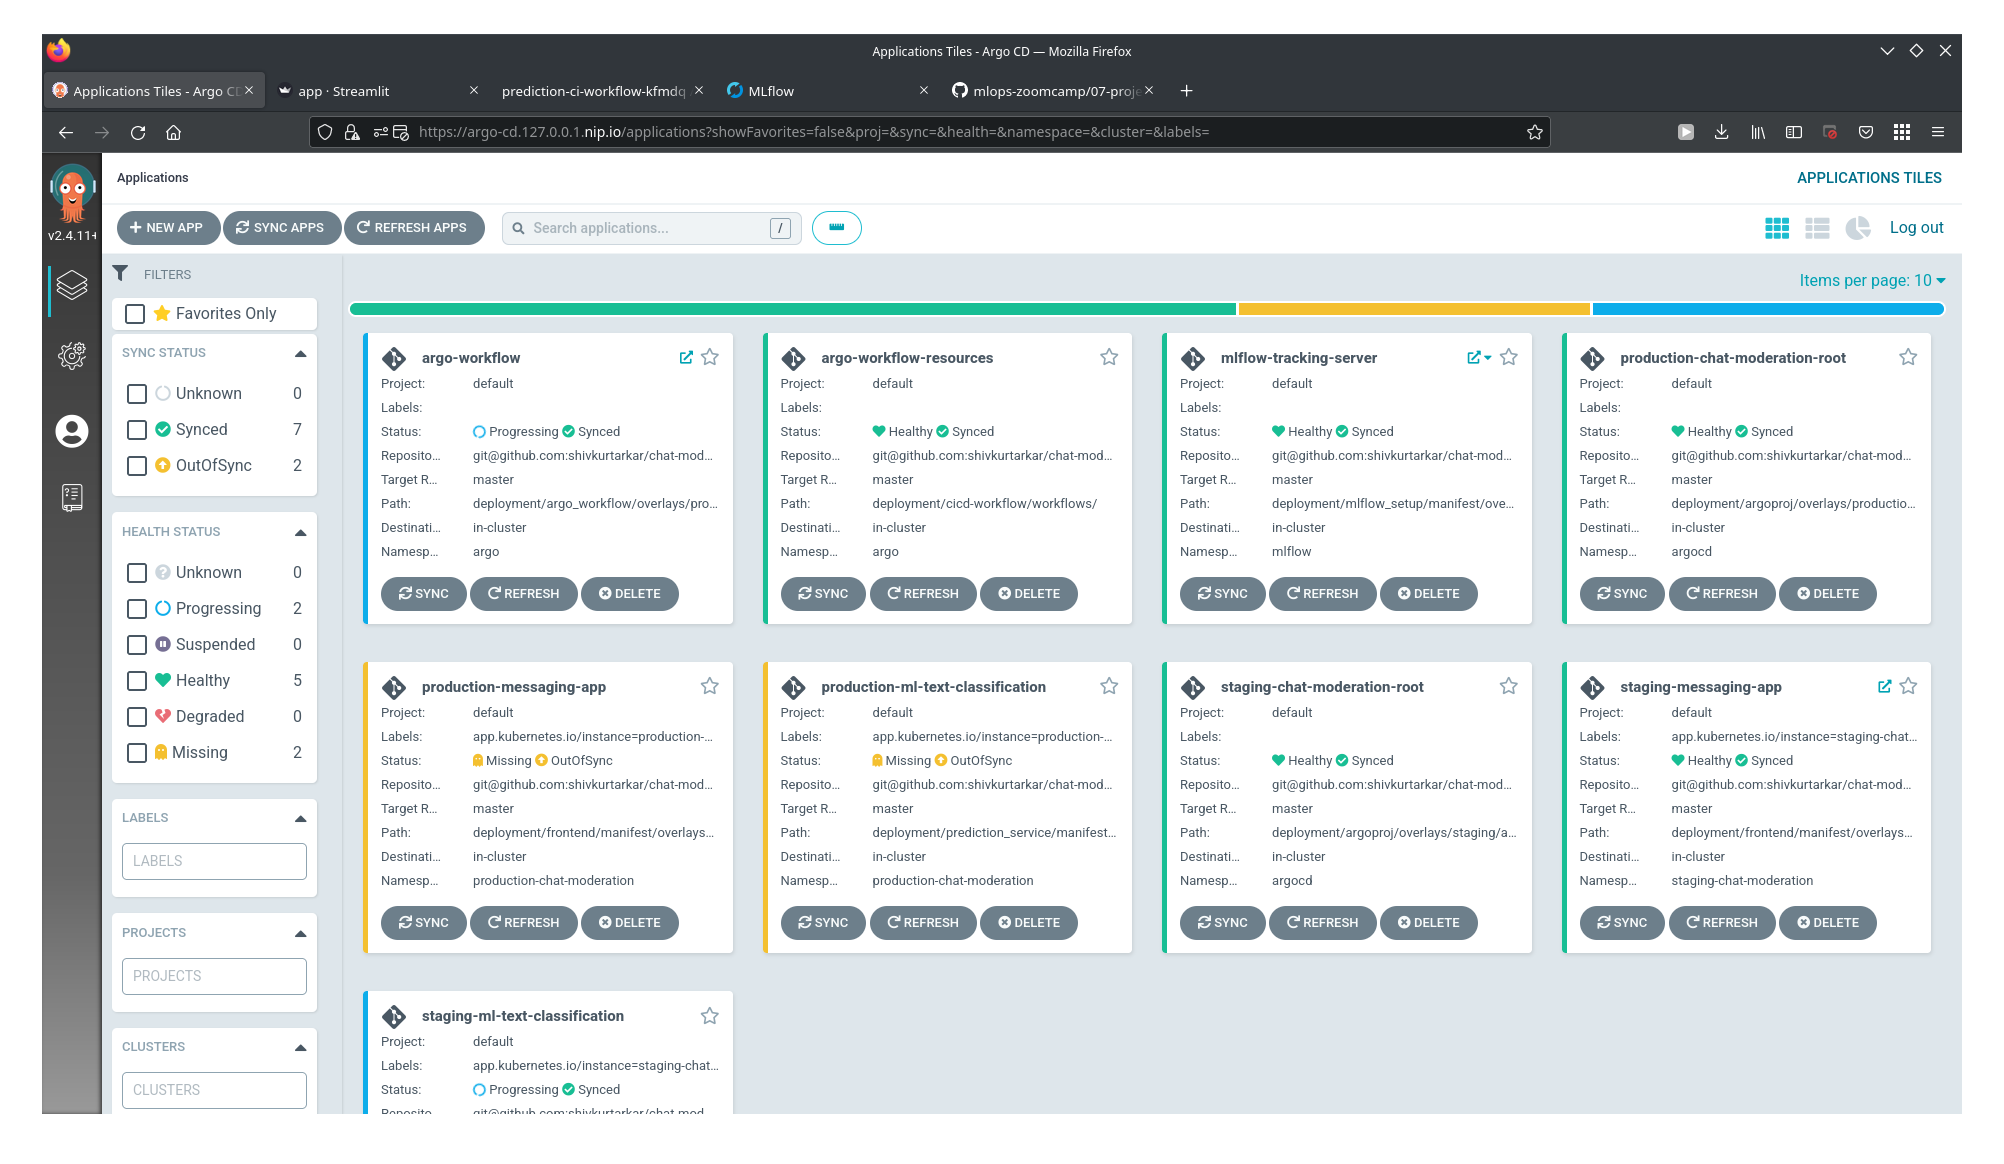 Applications Tiles - Argo CD — Mozilla Firefox
Applications Tiles - Argo CD
app · Streamlit
prediction-ci-workflow-kfmdq
MLflow
mlops-zoomcamp/07-proje
https://argo-cd.127.0.0.1.nip.io/applications?showFavorites=false&proj=&sync=&health=&namespace=&cluster=&labels=
v2.4.11+
Applications
APPLICATIONS TILES
NEW APP
SYNC APPS
REFRESH APPS
Search applications...
/
Log out
FILTERS
Favorites Only
SYNC STATUS
Unknown 0
Synced 7
OutOfSync 2
HEALTH STATUS
Unknown 0
Progressing 2
Suspended 0
Healthy 5
Degraded 0
Missing 2
LABELS
LABELS
PROJECTS
PROJECTS
CLUSTERS
CLUSTERS
Items per page: 10
argo-workflow
Project: default
Labels:
Status: Progressing Synced
Reposito... git@github.com:shivkurtarkar/chat-mod...
Target R... master
Path: deployment/argo_workflow/overlays/pro...
Destinati... in-cluster
Namesp... argo
SYNC REFRESH DELETE
argo-workflow-resources
Project: default
Labels:
Status: Healthy Synced
Reposito... git@github.com:shivkurtarkar/chat-mod...
Target R... master
Path: deployment/cicd-workflow/workflows/
Destinati... in-cluster
Namesp... argo
SYNC REFRESH DELETE
mlflow-tracking-server
Project: default
Labels:
Status: Healthy Synced
Reposito... git@github.com:shivkurtarkar/chat-mod...
Target R... master
Path: deployment/mlflow_setup/manifest/ove...
Destinati... in-cluster
Namesp... mlflow
SYNC REFRESH DELETE
production-chat-moderation-root
Project: default
Labels:
Status: Healthy Synced
Reposito... git@github.com:shivkurtarkar/chat-mod...
Target R... master
Path: deployment/argoproj/overlays/productio...
Destinati... in-cluster
Namesp... argocd
SYNC REFRESH DELETE
production-messaging-app
Project: default
Labels: app.kubernetes.io/instance=production-...
Status: Missing OutOfSync
Reposito... git@github.com:shivkurtarkar/chat-mod...
Target R... master
Path: deployment/frontend/manifest/overlays...
Destinati... in-cluster
Namesp... production-chat-moderation
SYNC REFRESH DELETE
production-ml-text-classification
Project: default
Labels: app.kubernetes.io/instance=production-...
Status: Missing OutOfSync
Reposito... git@github.com:shivkurtarkar/chat-mod...
Target R... master
Path: deployment/prediction_service/manifest...
Destinati... in-cluster
Namesp... production-chat-moderation
SYNC REFRESH DELETE
staging-chat-moderation-root
Project: default
Labels:
Status: Healthy Synced
Reposito... git@github.com:shivkurtarkar/chat-mod...
Target R... master
Path: deployment/argoproj/overlays/staging/a...
Destinati... in-cluster
Namesp... argocd
SYNC REFRESH DELETE
staging-messaging-app
Project: default
Labels: app.kubernetes.io/instance=staging-chat...
Status: Healthy Synced
Reposito... git@github.com:shivkurtarkar/chat-mod...
Target R... master
Path: deployment/frontend/manifest/overlays...
Destinati... in-cluster
Namesp... staging-chat-moderation
SYNC REFRESH DELETE
staging-ml-text-classification
Project: default
Labels: app.kubernetes.io/instance=staging-chat...
Status: Progressing Synced
Reposito... git@github.com:shivkurtarkar/chat-mod...